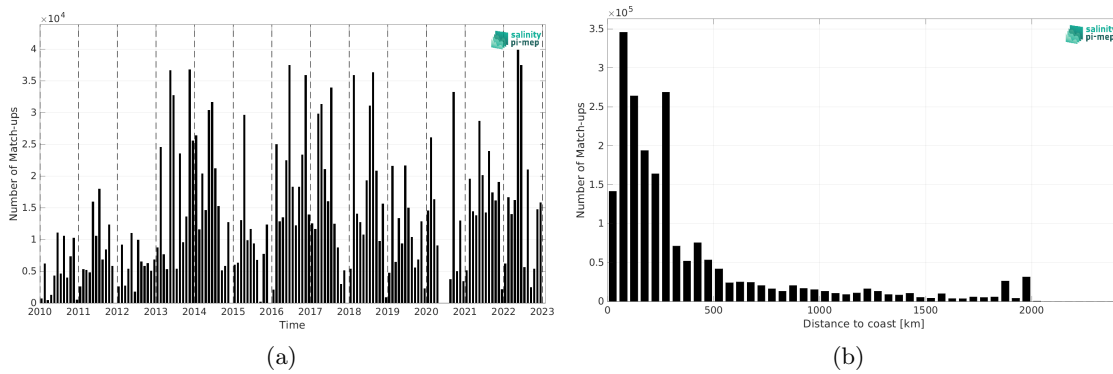 ×10⁴
4
3.5
3
2.5
2
1.5
1
0.5
0
2010 2011 2012 2013 2014 2015 2016 2017 2018 2019 2020 2021 2022 2023
Number of Match-ups
Time
salinity
pi-mep
(a)
×10⁵
3.5
3
2.5
2
1.5
1
0.5
0
0 500 1000 1500 2000
Number of Match-ups
Distance to coast [km]
salinity
pi-mep
(b)